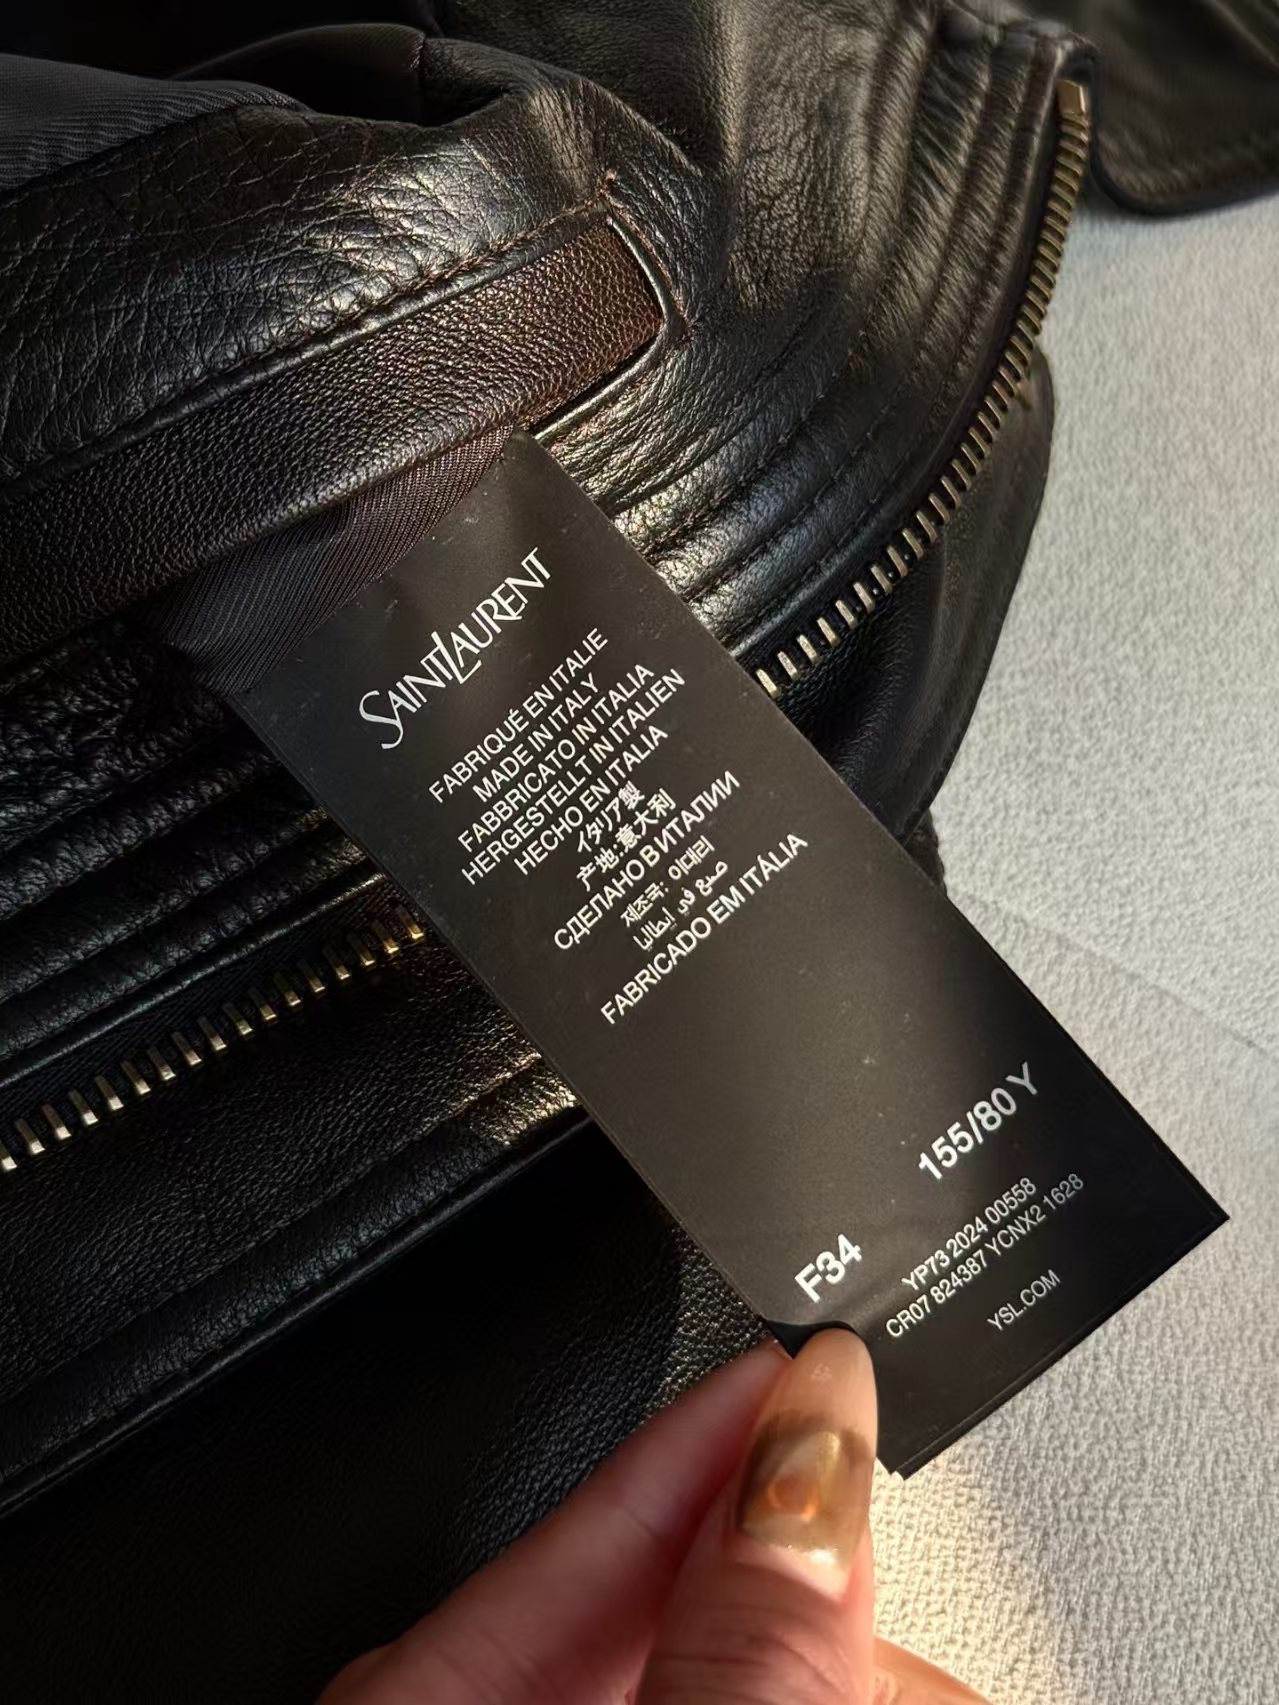 SAINT LAURENT
FABRIQUÉ EN ITALIE
MADE IN ITALY
FABBRICATO IN ITALIA
HERGESTELLT IN ITALIEN
HECHO EN ITALIA
イタリア製
产地:意大利
СДЕЛАНО В ИТАЛИИ
제조국: 이태리
صنع في إيطاليا
FABRICADO EM ITÁLIA
155/80 Y
F34
YP73 2024 00558
CR07 824387 YCNX2 1628
YSL.COM